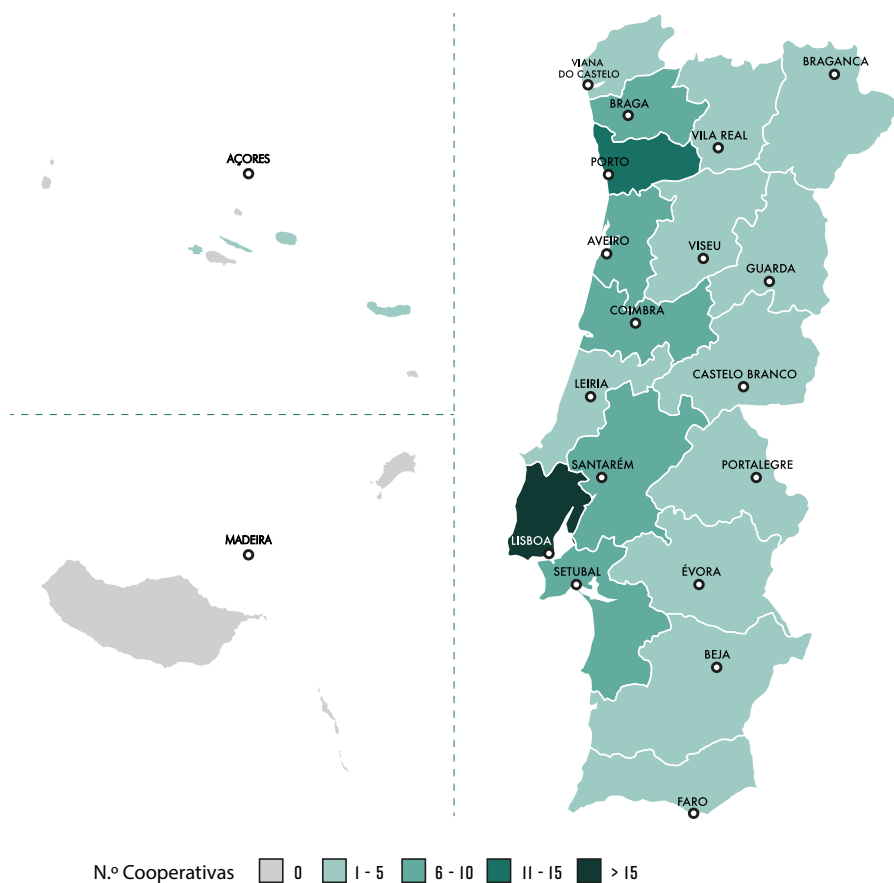 VIANA
DO CASTELO
BRAGANCA
BRAGA
VILA REAL
PORTO
AÇORES
AVEIRO
VISEU
GUARDA
COIMBRA
CASTELO BRANCO
LEIRIA
SANTARÉM
PORTALEGRE
MADEIRA
LISBOA
SETUBAL
ÉVORA
BEJA
FARO
N.º Cooperativas 0 1 - 5 6 - 10 11 - 15 > 15